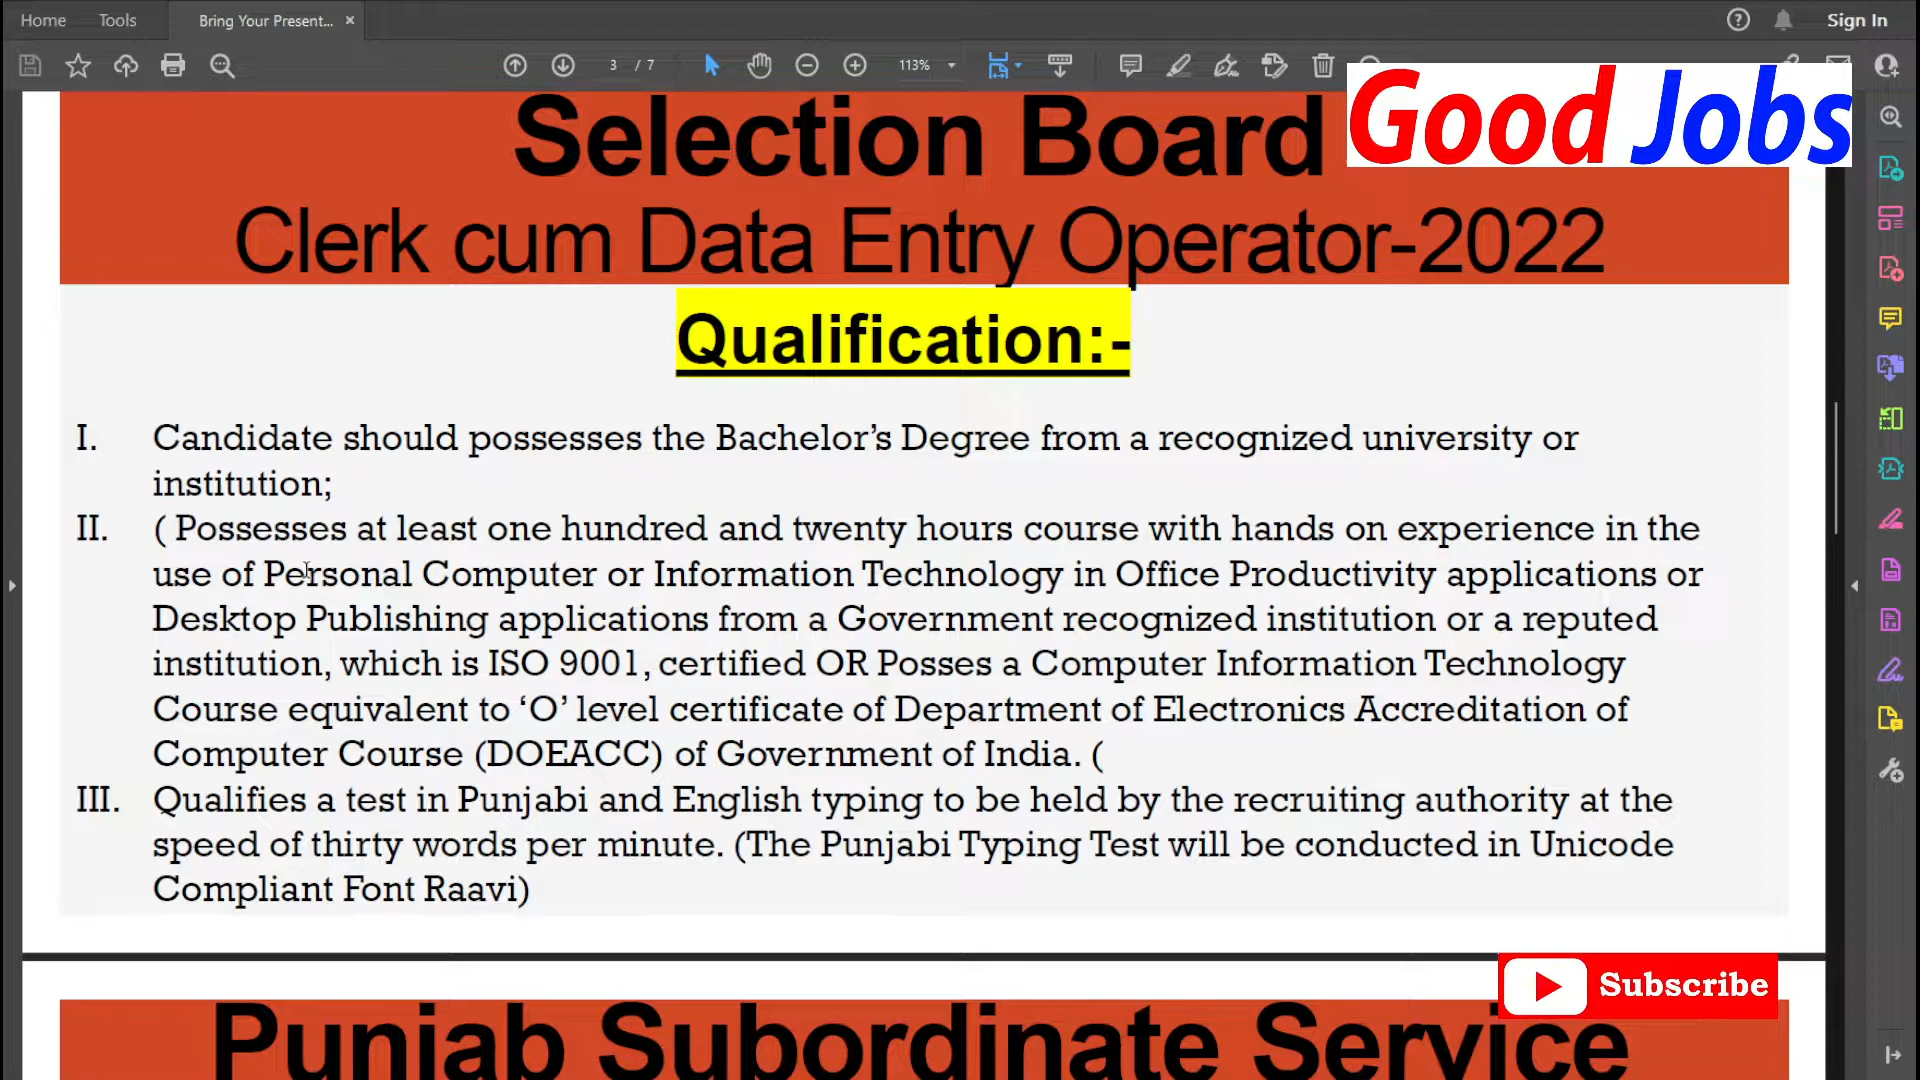 Home Tools Bring Your Present... × Sign In
3 / 7 113%
Good Jobs
Selection Board
Clerk cum Data Entry Operator-2022
Qualification:-
I. Candidate should possesses the Bachelor’s Degree from a recognized university or
institution;
II. ( Possesses at least one hundred and twenty hours course with hands on experience in the
use of Personal Computer or Information Technology in Office Productivity applications or
Desktop Publishing applications from a Government recognized institution or a reputed
institution, which is ISO 9001, certified OR Posses a Computer Information Technology
Course equivalent to ‘O’ level certificate of Department of Electronics Accreditation of
Computer Course (DOEACC) of Government of India. (
III. Qualifies a test in Punjabi and English typing to be held by the recruiting authority at the
speed of thirty words per minute. (The Punjabi Typing Test will be conducted in Unicode
Compliant Font Raavi)
Subscribe
Punjab Subordinate Service